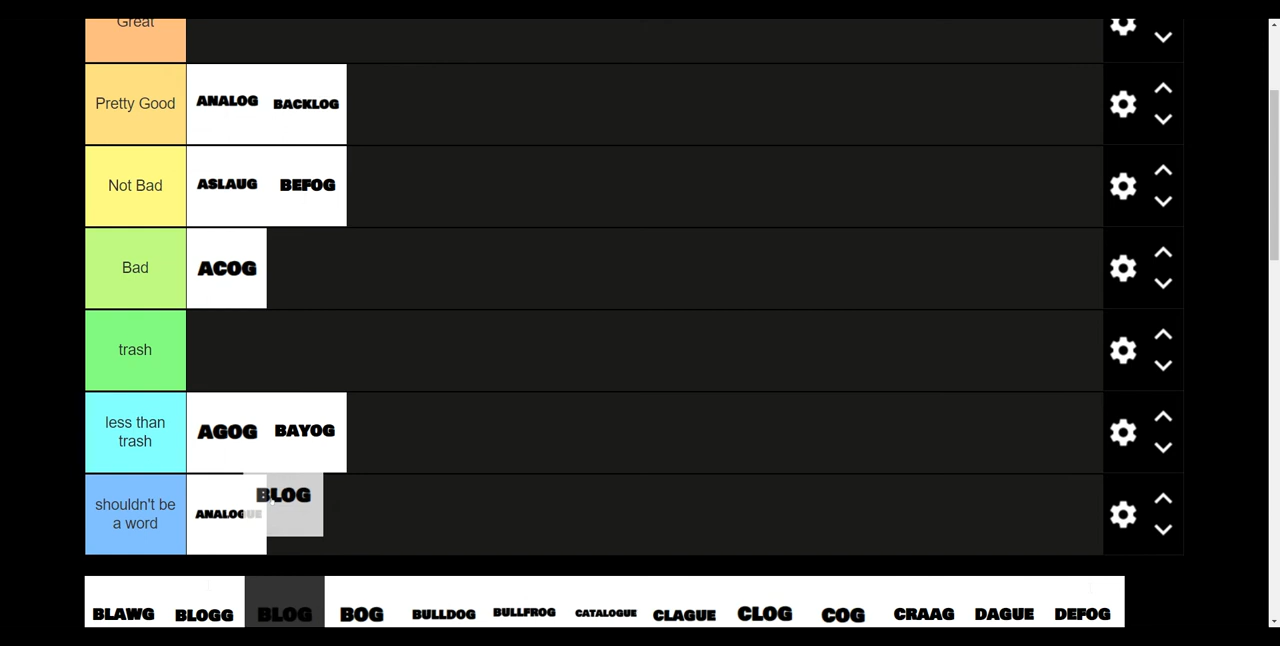 Great
Pretty Good
ANALOG BACKLOG
Not Bad
ASLAUG BEFOG
Bad
ACOG
trash
less than
trash
AGOG BAYOG
shouldn't be
a word
ANALOGUE BLOG
BLAWG BLOGG BLOG BOG BULLDOG BULLFROG CATALOGUE CLAGUE CLOG COG CRAAG DAGUE DEFOG